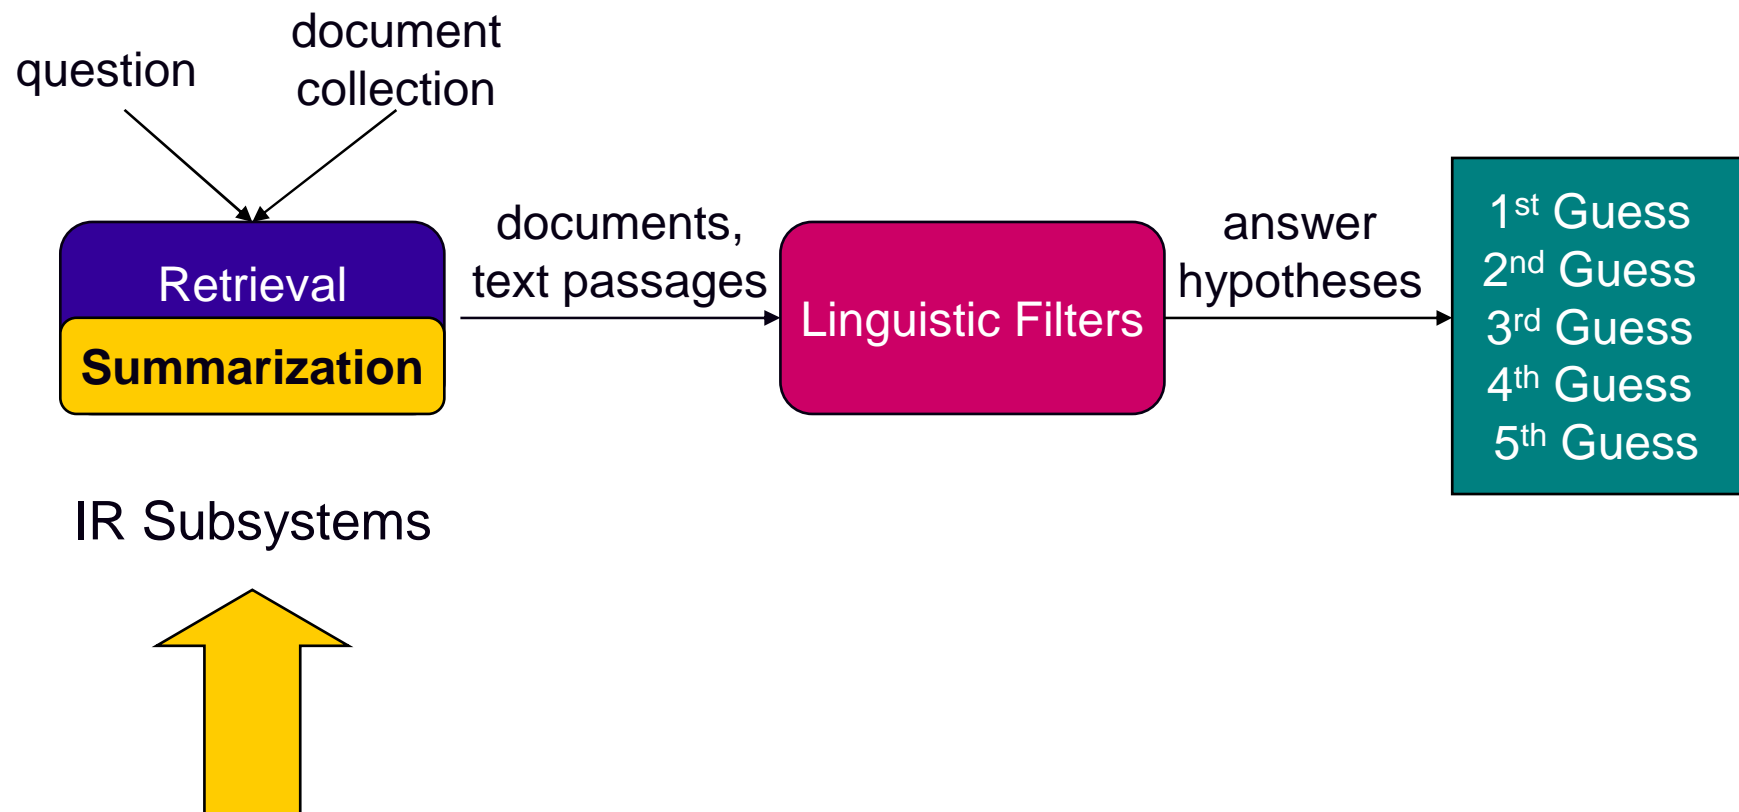 question
document
collection
Retrieval
Summarization
IR Subsystems
documents,
text passages
Linguistic Filters
answer
hypotheses
1st Guess
2nd Guess
3rd Guess
4th Guess
5th Guess